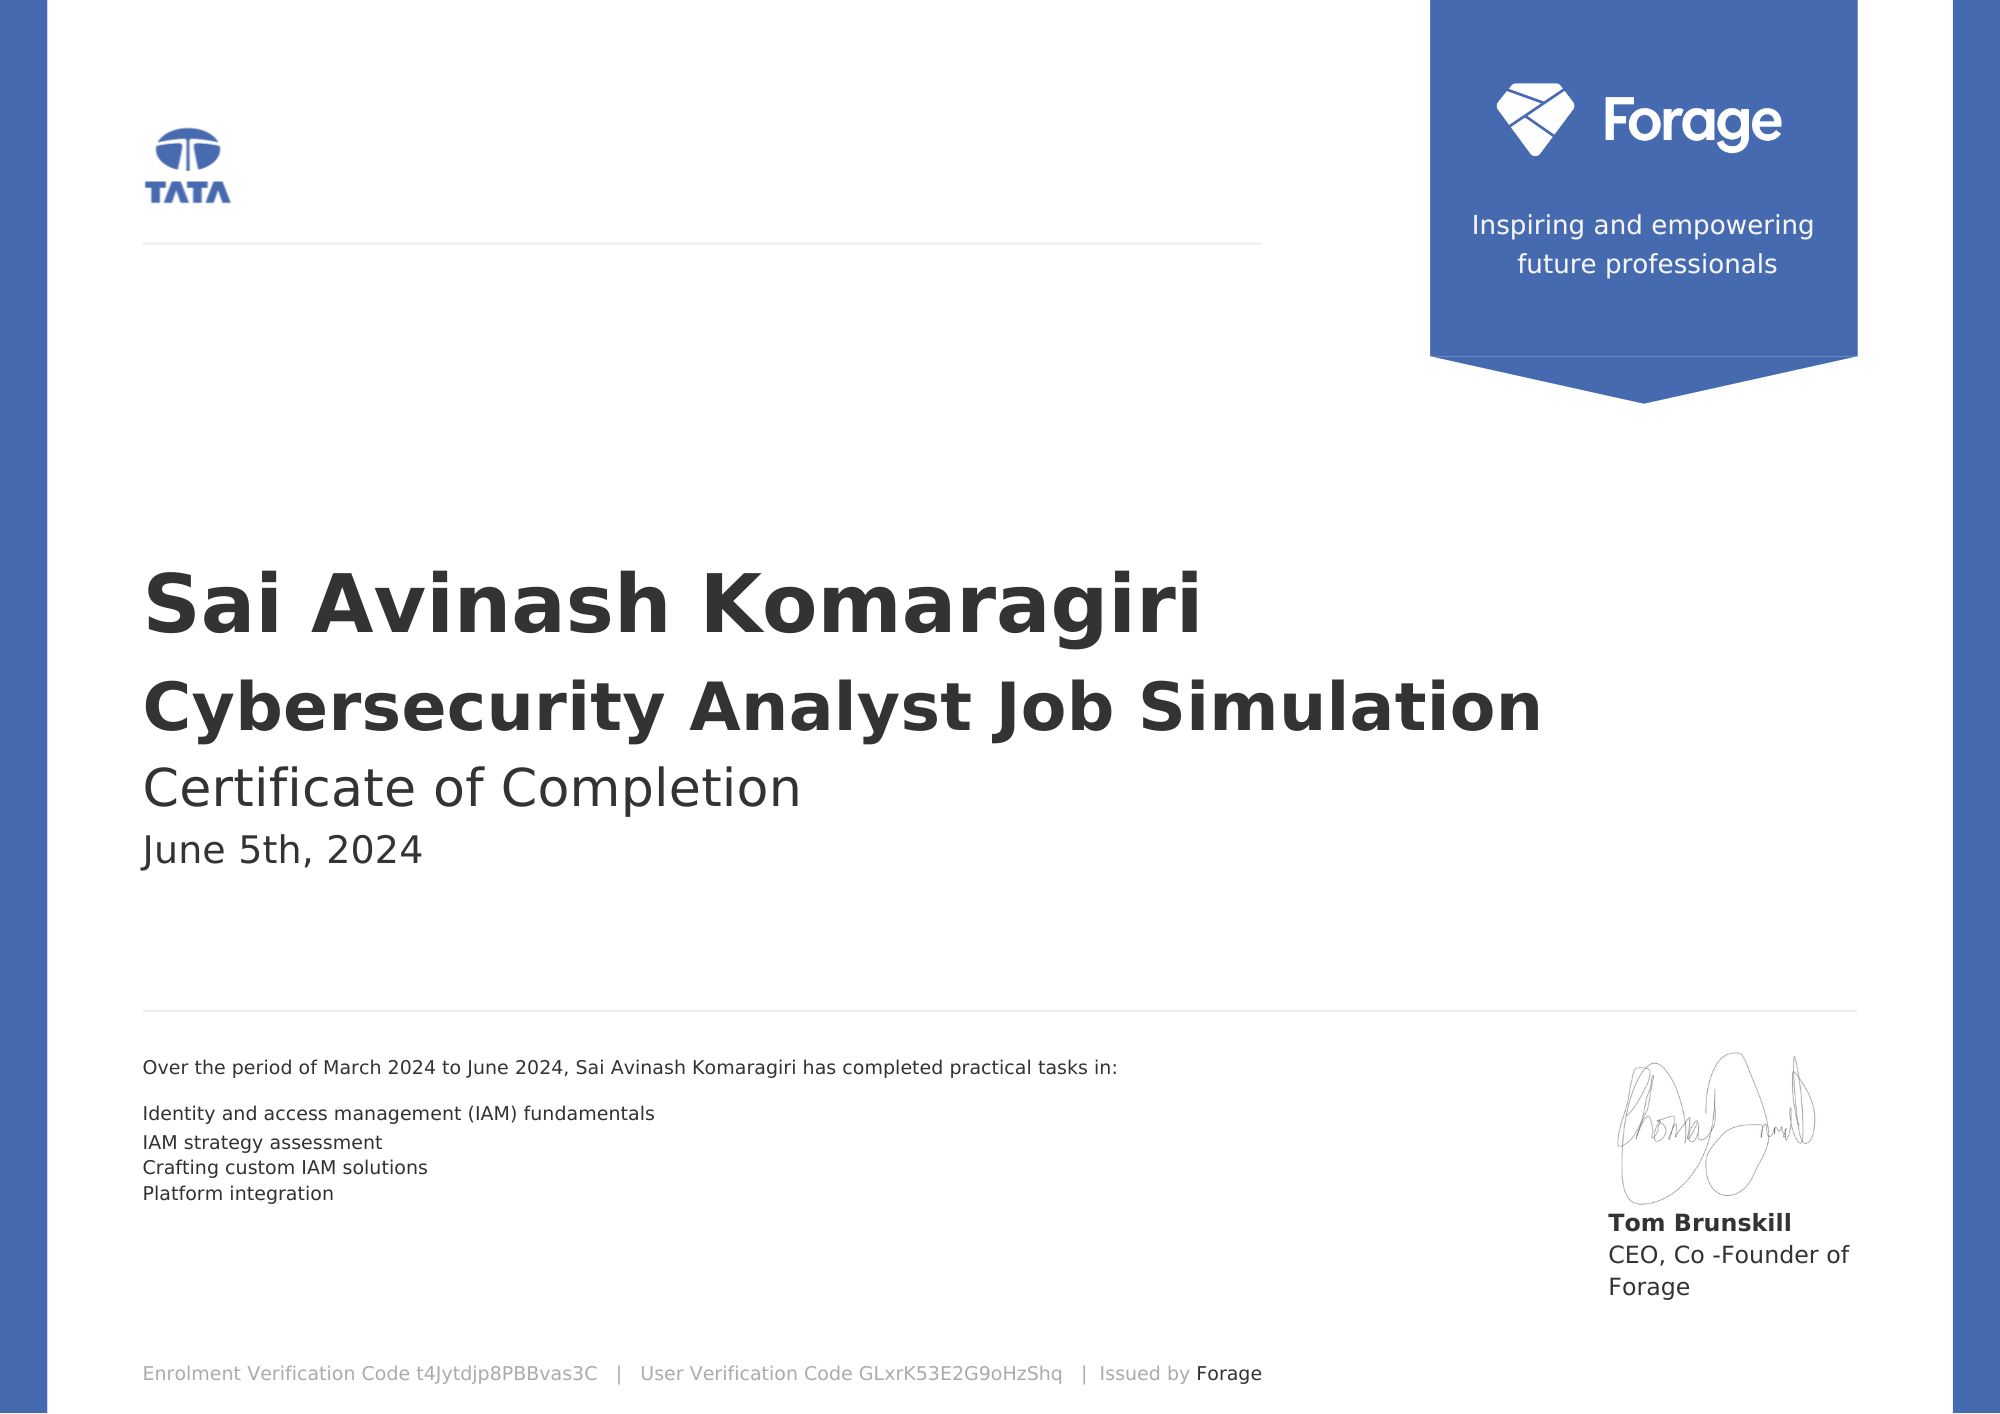 TATA
Forage
Inspiring and empowering
future professionals
Sai Avinash Komaragiri
Cybersecurity Analyst Job Simulation
Certificate of Completion
June 5th, 2024
Over the period of March 2024 to June 2024, Sai Avinash Komaragiri has completed practical tasks in:
Identity and access management (IAM) fundamentals
IAM strategy assessment
Crafting custom IAM solutions
Platform integration
Tom Brunskill
CEO, Co -Founder of
Forage
Enrolment Verification Code t4Jytdjp8PBBvas3C | User Verification Code GLxrK53E2G9oHzShq | Issued by Forage